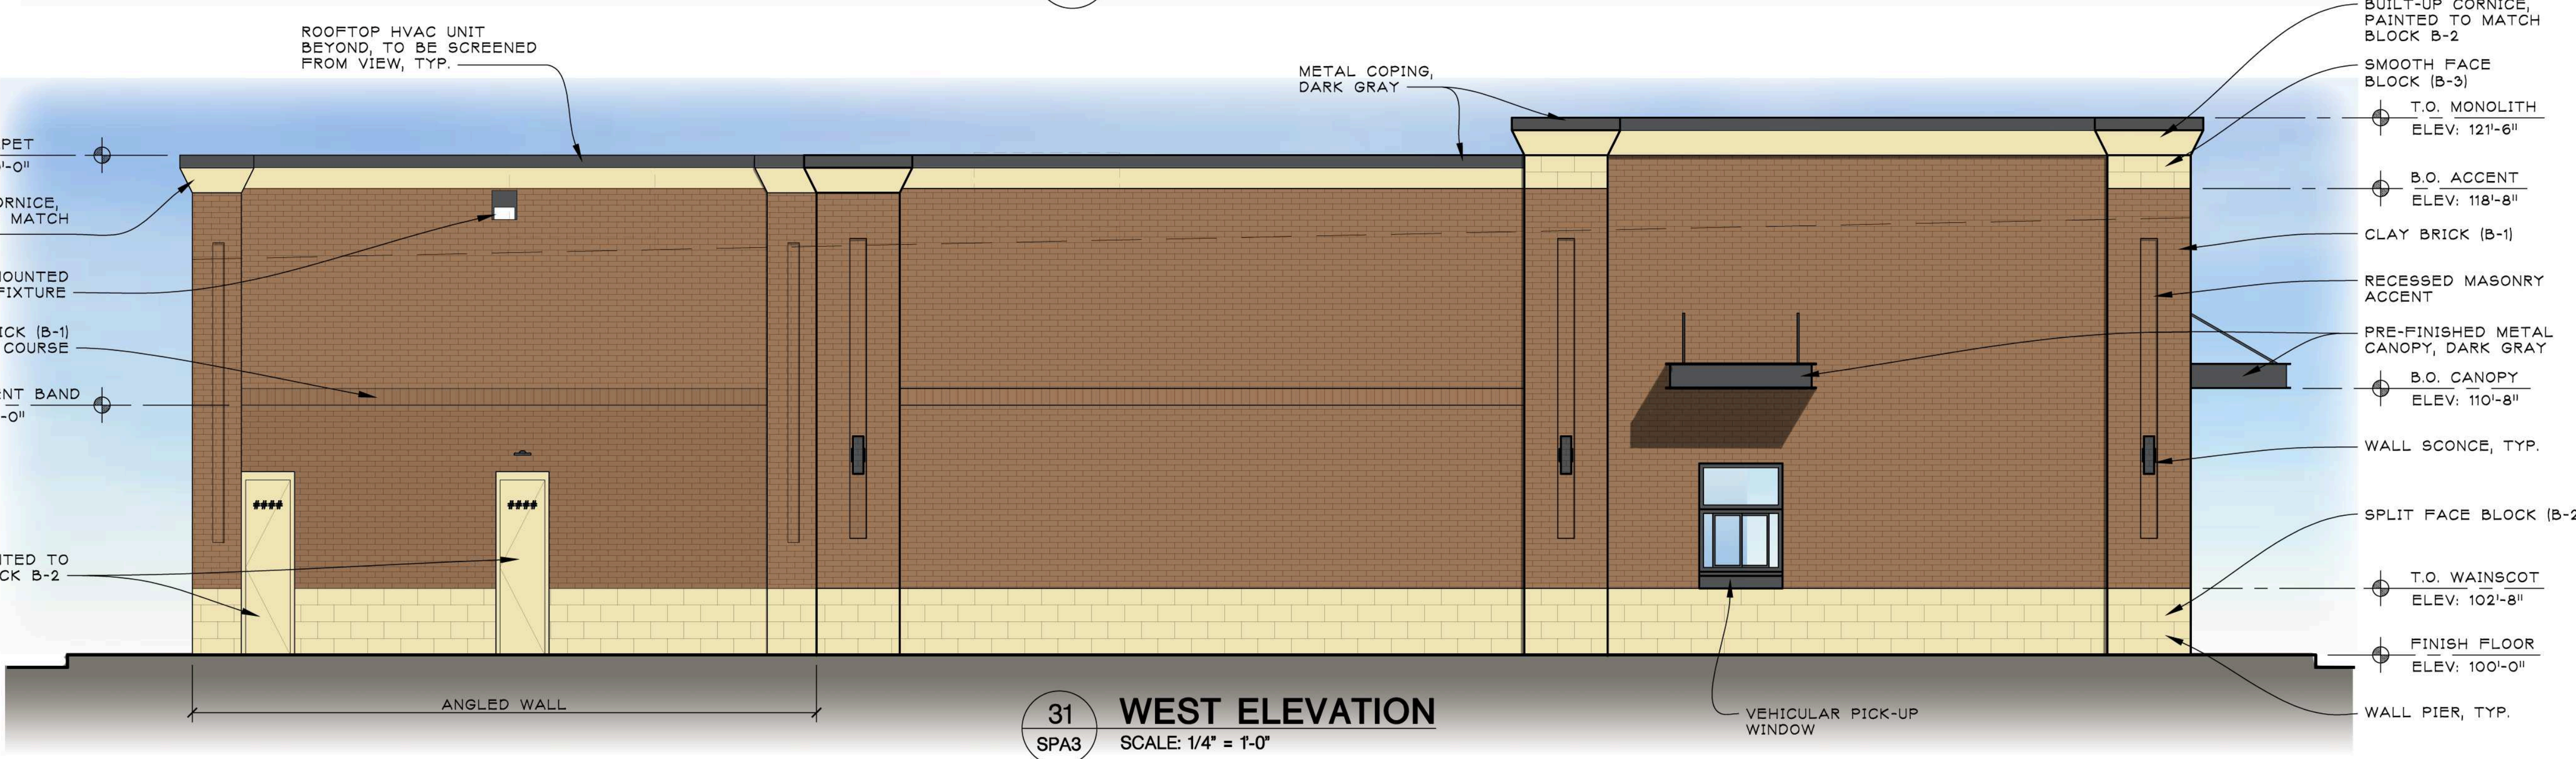 ROOFTOP HVAC UNIT
BEYOND, TO BE SCREENED
FROM VIEW, TYP.
METAL COPING,
DARK GRAY
BUILT-UP CORNICE,
PAINTED TO MATCH
BLOCK B-2
SMOOTH FACE
BLOCK (B-3)
T.O. MONOLITH
ELEV: 121'-6"
B.O. ACCENT
ELEV: 118'-8"
CLAY BRICK (B-1)
RECESSED MASONRY
ACCENT
PRE-FINISHED METAL
CANOPY, DARK GRAY
B.O. CANOPY
ELEV: 110'-8"
WALL SCONCE, TYP.
SPLIT FACE BLOCK (B-2
T.O. WAINSCOT
ELEV: 102'-8"
FINISH FLOOR
ELEV: 100'-0"
WALL PIER, TYP.
PET
'-0"
ORNICE,
MATCH
MOUNTED
FIXTURE
ICK (B-1)
COURSE
ENT BAND
-0"
TED TO
CK B-2
####
####
ANGLED WALL
VEHICULAR PICK-UP
WINDOW
31
SPA3
WEST ELEVATION
SCALE: 1/4" = 1'-0"